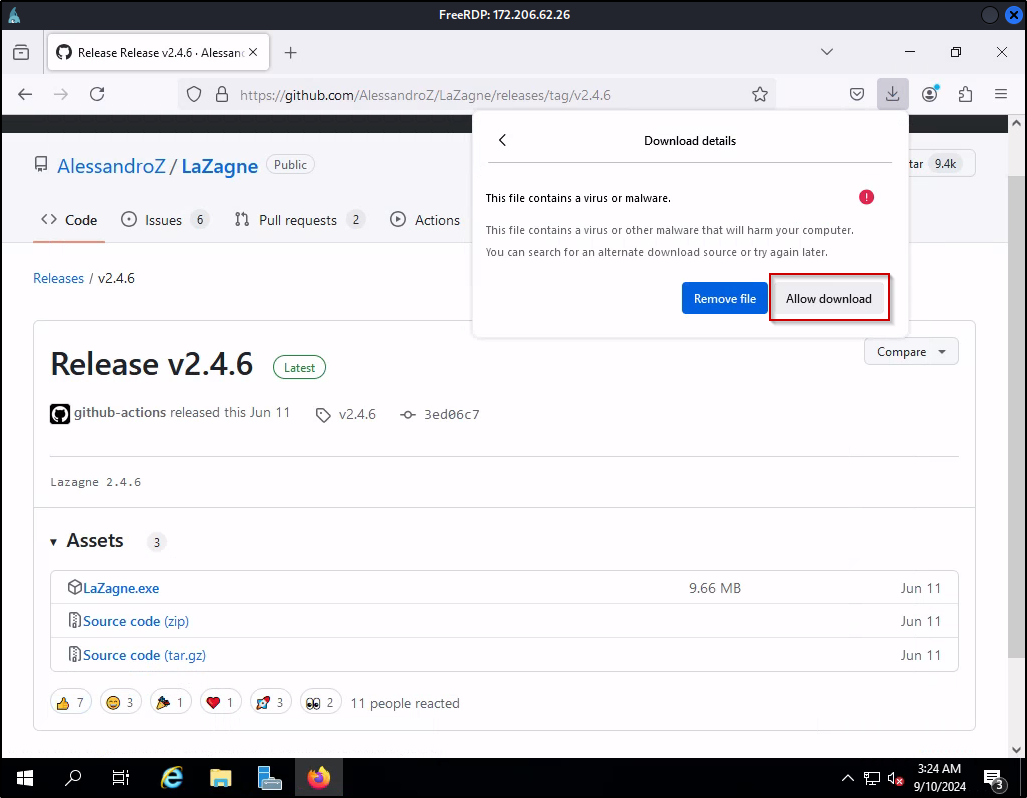 FreeRDP: 172.206.62.26
Release Release v2.4.6 · Alessan
https://github.com/AlessandroZ/LaZagne/releases/tag/v2.4.6
Download details
AlessandroZ / LaZagne Public
tar 9.4k
This file contains a virus or malware.
Code Issues 6 Pull requests 2 Actions
This file contains a virus or other malware that will harm your computer.
You can search for an alternate download source or try again later.
Releases / v2.4.6
Remove file Allow download
Compare
Release v2.4.6 Latest
github-actions released this Jun 11 v2.4.6 3ed06c7
Lazagne 2.4.6
Assets 3
LaZagne.exe 9.66 MB Jun 11
Source code (zip) Jun 11
Source code (tar.gz) Jun 11
7 3 1 1 3 2 11 people reacted
3:24 AM
9/10/2024
3